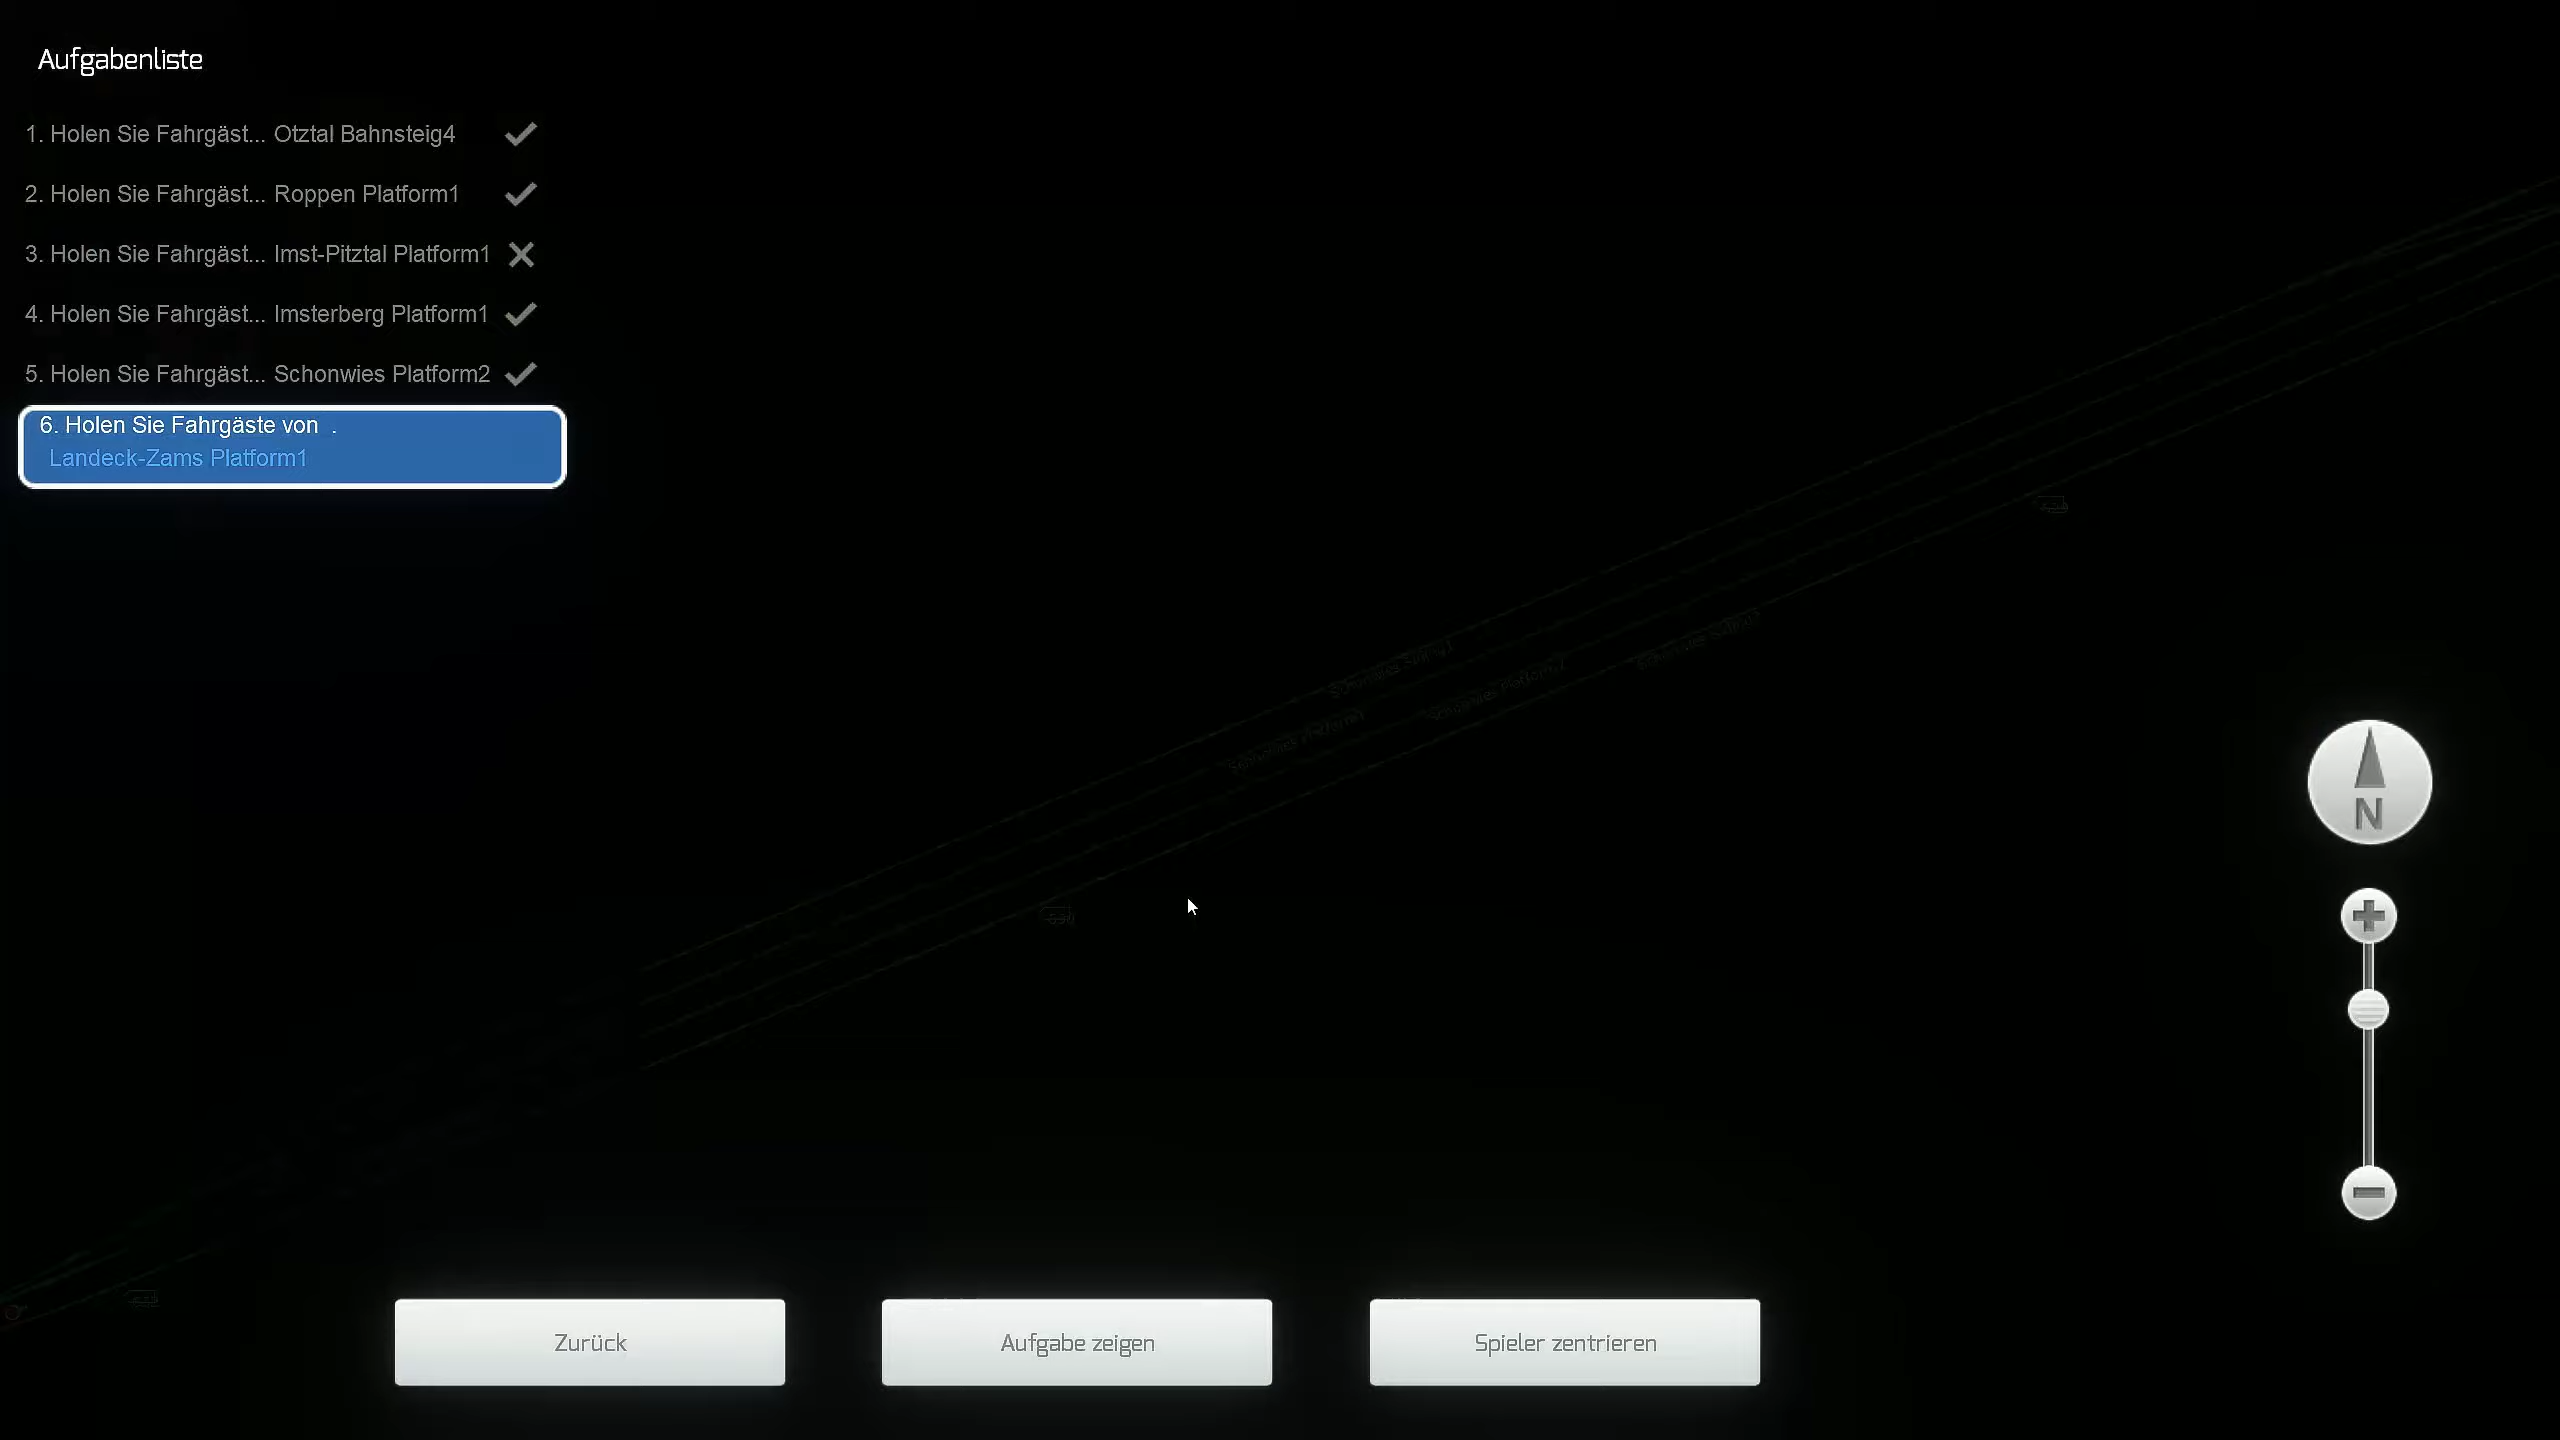 Aufgabenliste
1. Holen Sie Fahrgäst... Otztal Bahnsteig4
2. Holen Sie Fahrgäst... Roppen Platform1
3. Holen Sie Fahrgäst... Imst-Pitztal Platform1
4. Holen Sie Fahrgäst... Imsterberg Platform1
5. Holen Sie Fahrgäst... Schonwies Platform2
6. Holen Sie Fahrgäste von .
Landeck-Zams Platform1
N
Zurück
Aufgabe zeigen
Spieler zentrieren